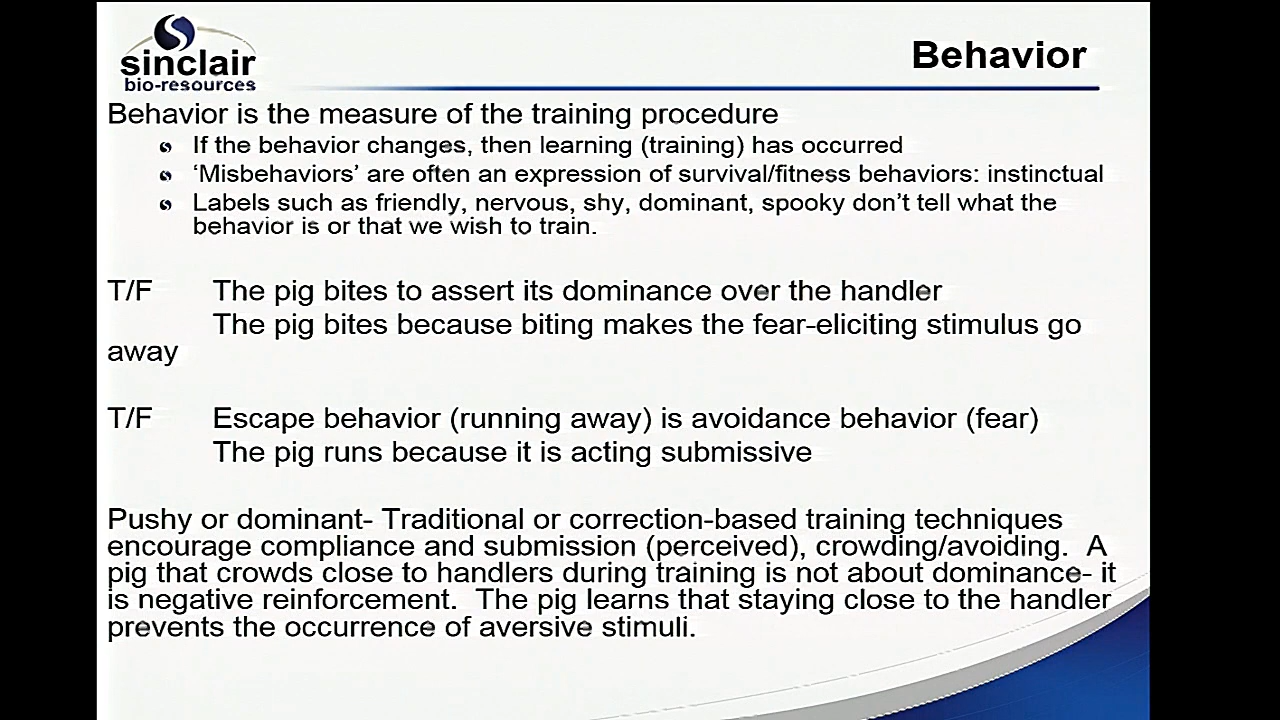 sinclair
bio-resources
Behavior
Behavior is the measure of the training procedure
If the behavior changes, then learning (training) has occurred
‘Misbehaviors’ are often an expression of survival/fitness behaviors: instinctual
Labels such as friendly, nervous, shy, dominant, spooky don’t tell what the
behavior is or that we wish to train.
T/F The pig bites to assert its dominance over the handler
The pig bites because biting makes the fear-eliciting stimulus go
away
T/F Escape behavior (running away) is avoidance behavior (fear)
The pig runs because it is acting submissive
Pushy or dominant- Traditional or correction-based training techniques
encourage compliance and submission (perceived), crowding/avoiding. A
pig that crowds close to handlers during training is not about dominance- it
is negative reinforcement. The pig learns that staying close to the handler
prevents the occurrence of aversive stimuli.